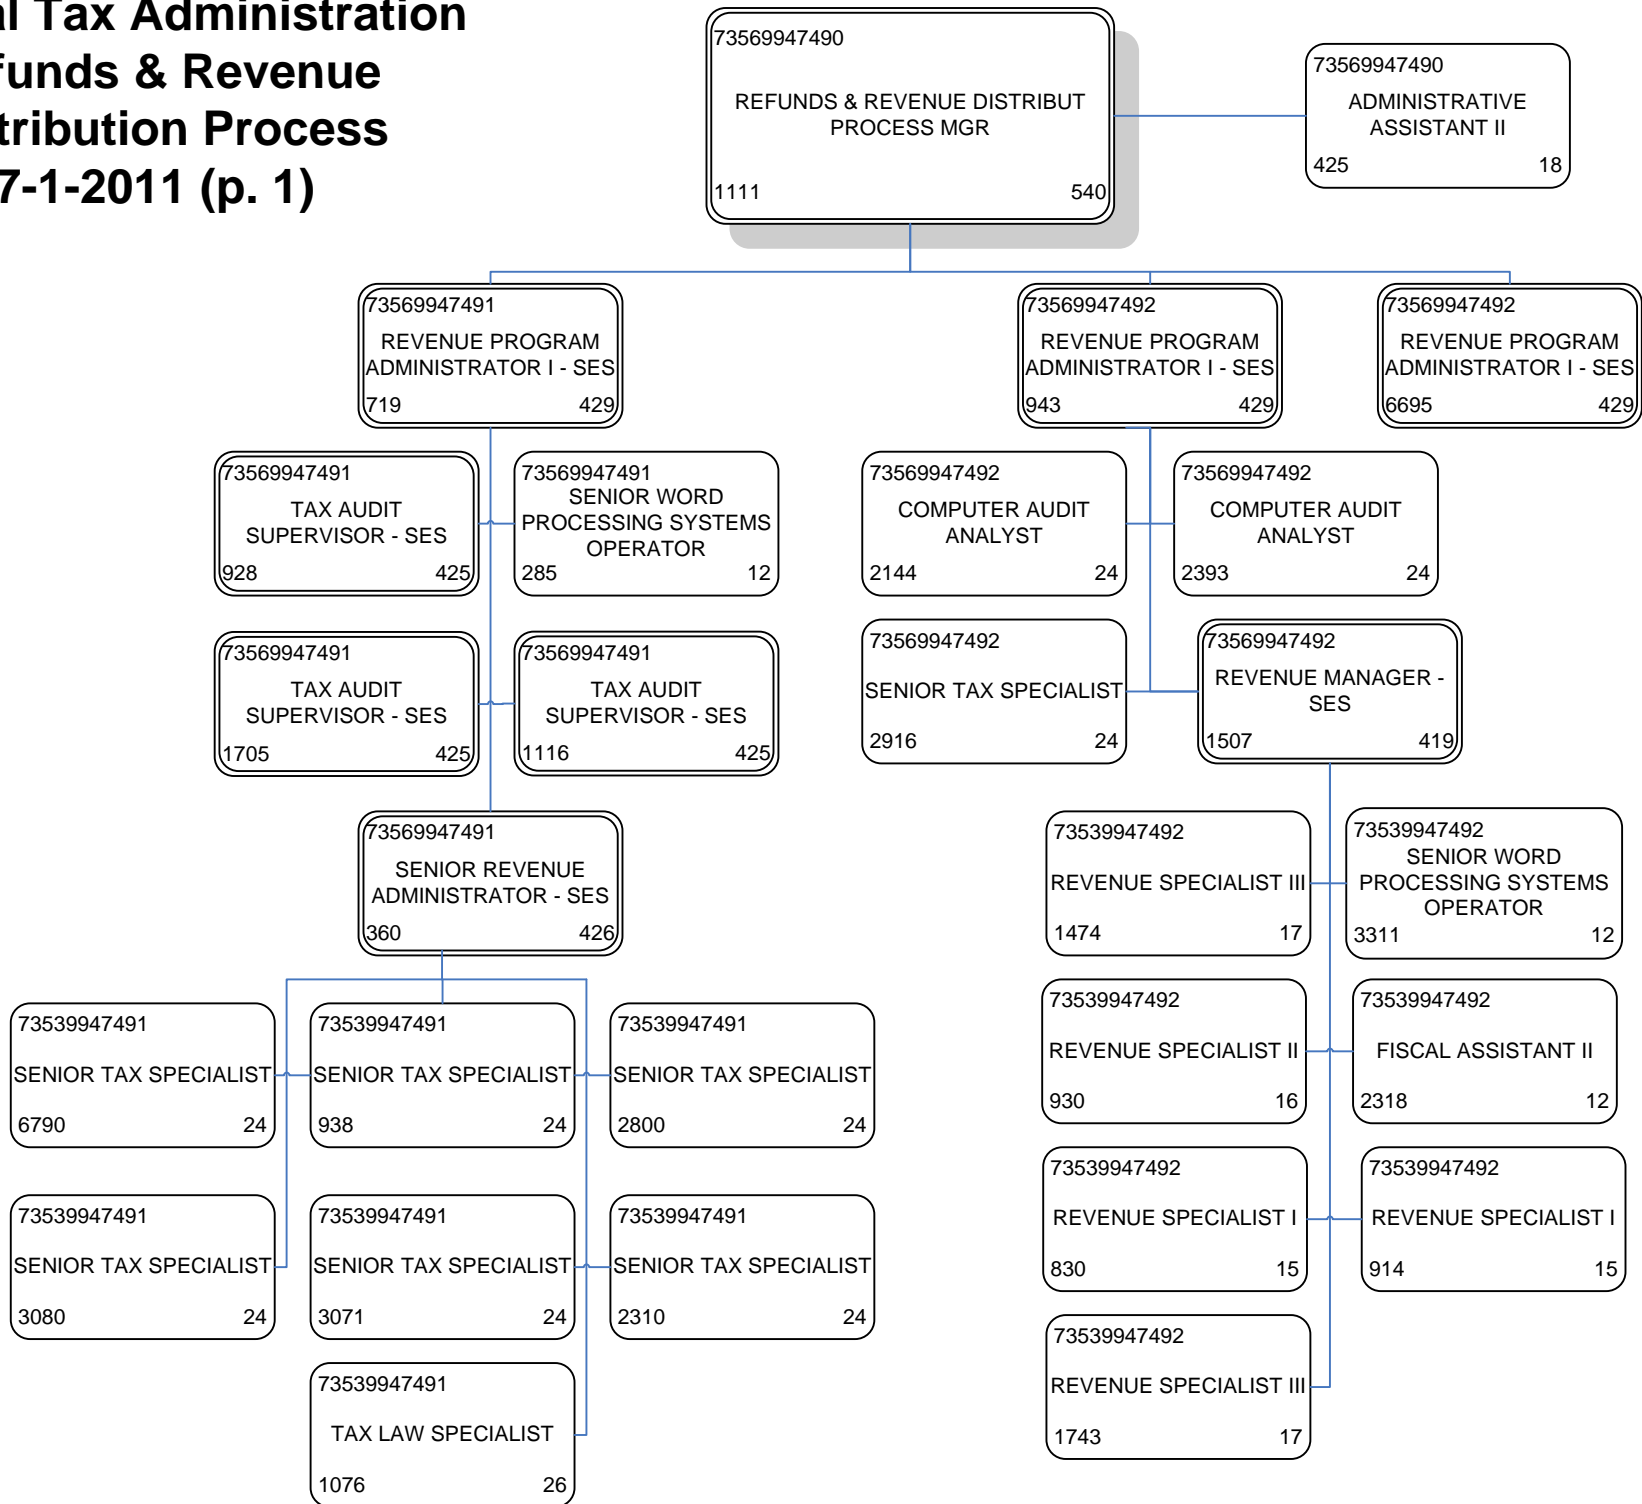 al Tax Administration
funds & Revenue
tribution Process
7-1-2011 (p. 1)
73569947490
REFUNDS & REVENUE DISTRIBUT
PROCESS MGR
1111 540
73569947490
ADMINISTRATIVE
ASSISTANT II
425 18
73569947491
REVENUE PROGRAM
ADMINISTRATOR I - SES
719 429
73569947492
REVENUE PROGRAM
ADMINISTRATOR I - SES
943 429
73569947492
REVENUE PROGRAM
ADMINISTRATOR I - SES
6695 429
73569947491
TAX AUDIT
SUPERVISOR - SES
928 425
73569947491
SENIOR WORD
PROCESSING SYSTEMS
OPERATOR
285 12
73569947492
COMPUTER AUDIT
ANALYST
2144 24
73569947492
COMPUTER AUDIT
ANALYST
2393 24
73569947491
TAX AUDIT
SUPERVISOR - SES
1705 425
73569947491
TAX AUDIT
SUPERVISOR - SES
1116 425
73569947492
SENIOR TAX SPECIALIST
2916 24
73569947492
REVENUE MANAGER -
SES
1507 419
73569947491
SENIOR REVENUE
ADMINISTRATOR - SES
360 426
73539947492
REVENUE SPECIALIST III
1474 17
73539947492
SENIOR WORD
PROCESSING SYSTEMS
OPERATOR
3311 12
73539947491
SENIOR TAX SPECIALIST
6790 24
73539947491
SENIOR TAX SPECIALIST
938 24
73539947491
SENIOR TAX SPECIALIST
2800 24
73539947492
REVENUE SPECIALIST II
930 16
73539947492
FISCAL ASSISTANT II
2318 12
73539947491
SENIOR TAX SPECIALIST
3080 24
73539947491
SENIOR TAX SPECIALIST
3071 24
73539947491
SENIOR TAX SPECIALIST
2310 24
73539947492
REVENUE SPECIALIST I
830 15
73539947492
REVENUE SPECIALIST I
914 15
73539947491
TAX LAW SPECIALIST
1076 26
73539947492
REVENUE SPECIALIST III
1743 17